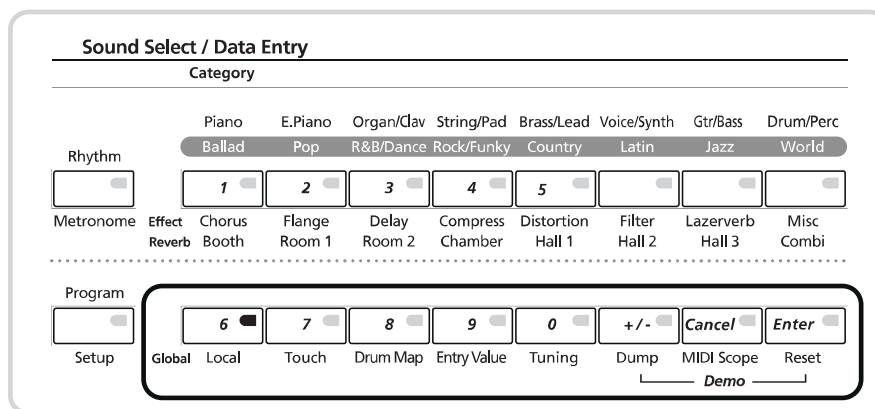 Sound Select / Data Entry
Category
Piano E.Piano Organ/Clav String/Pad Brass/Lead Voice/Synth Gtr/Bass Drum/Perc
Rhythm Ballad Pop R&B/Dance Rock/Funky Country Latin Jazz World
1 2 3 4 5
Metronome Effect Chorus Flange Delay Compress Distortion Filter Lazerverb Misc
Reverb Booth Room 1 Room 2 Chamber Hall 1 Hall 2 Hall 3 Combi
Program
6 7 8 9 0 +/- Cancel Enter
Setup Global Local Touch Drum Map Entry Value Tuning Dump MIDI Scope Reset
Demo